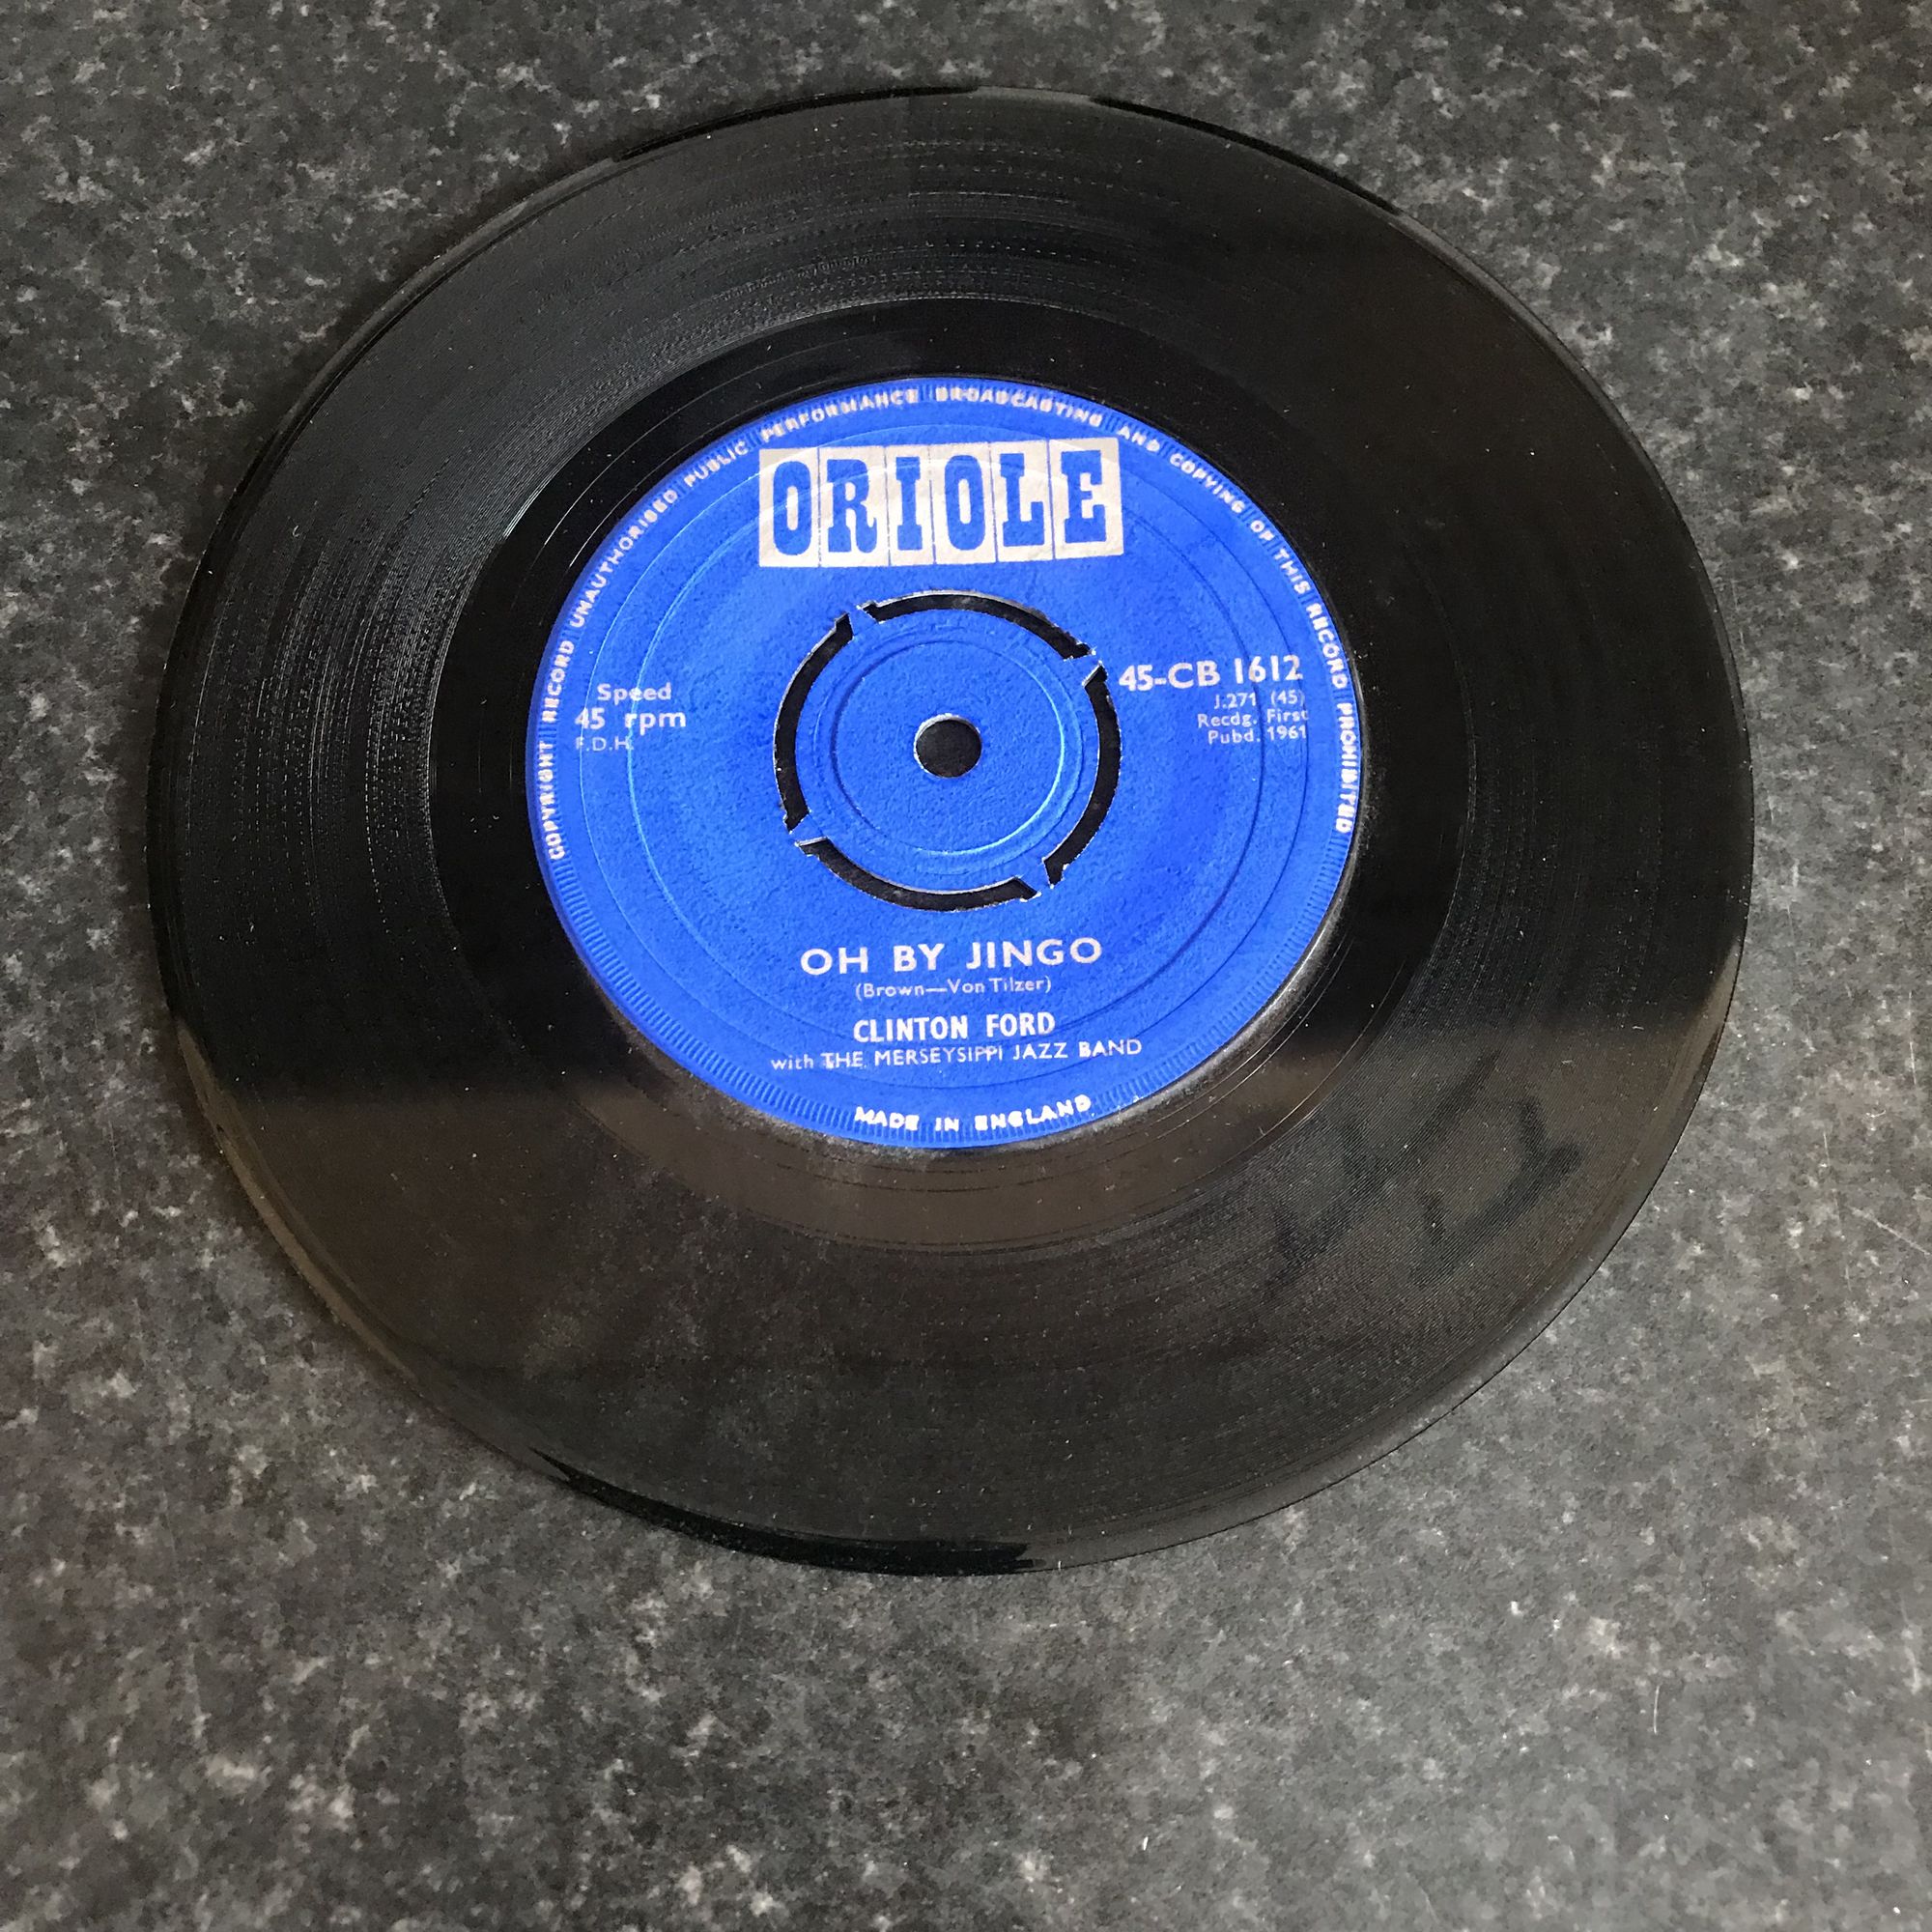 COPYRIGHT RECORD UNAUTHORISED PUBLIC PERFORMANCE BROADCASTING AND COPYING OF THIS RECORD PROHIBITED
ORIOLE
Speed
45 rpm
F.D.H.
45-CB 1612
J.271 (45)
Recdg. First
Pubd. 1961
OH BY JINGO
(Brown—Von Tilzer)
CLINTON FORD
with THE MERSEYSIPPI JAZZ BAND
MADE IN ENGLAND